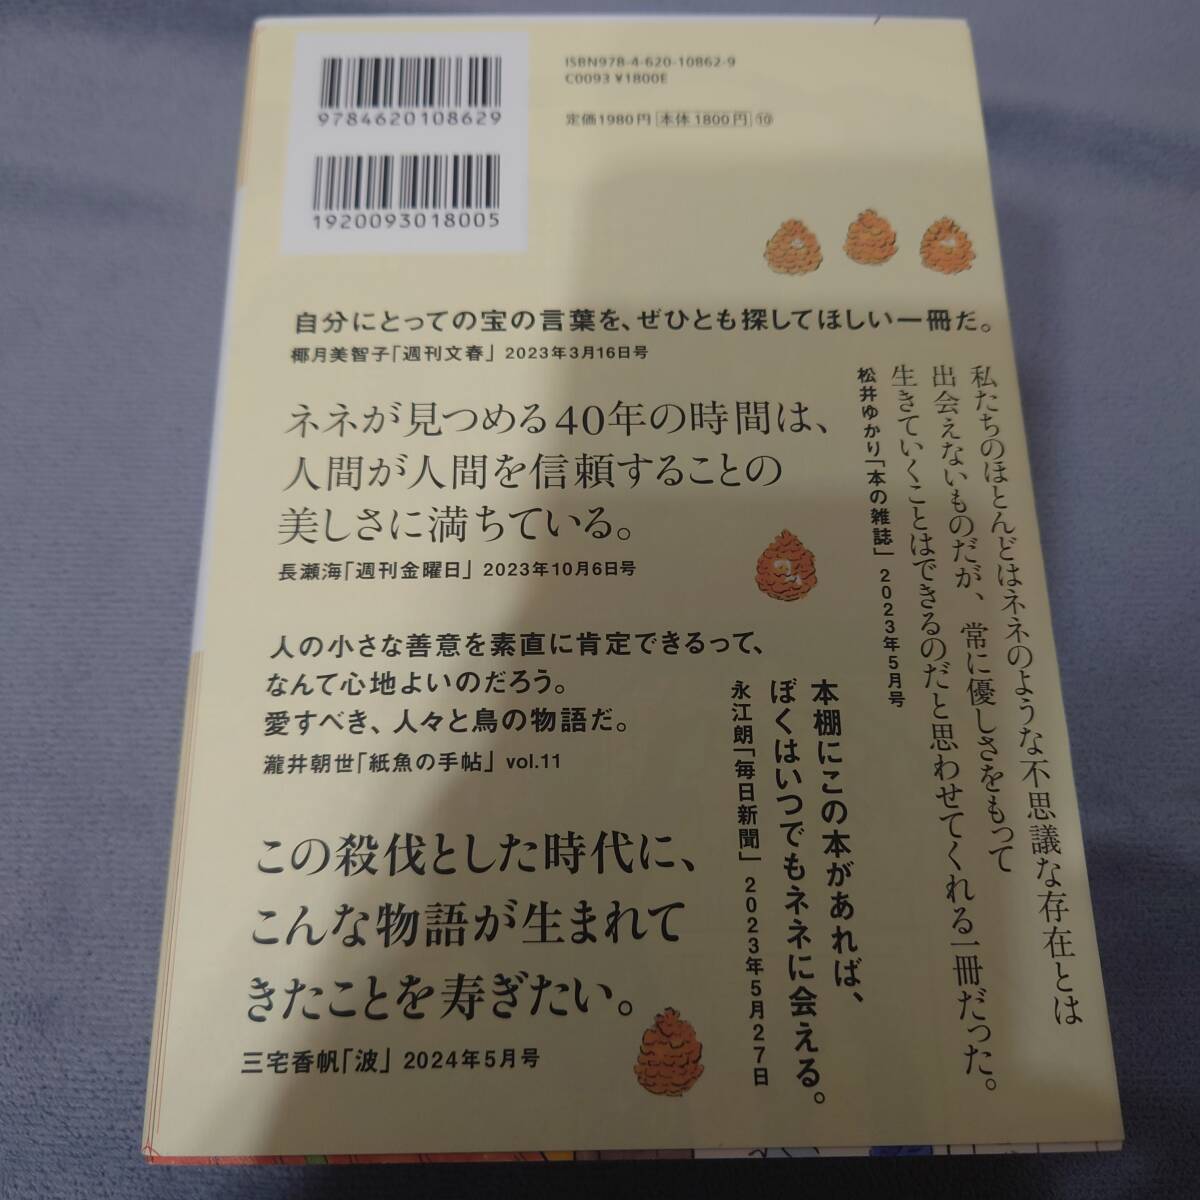 9784620108629
1920093018005
ISBN978-4-620-10862-9
C0093 ¥1800E
定価1980円 本体1800円 ⑩
自分にとっての宝の言葉を、ぜひとも探してほしい一冊だ。
椰月美智子「週刊文春」 2023年3月16日号
ネネが見つめる40年の時間は、
人間が人間を信頼することの
美しさに満ちている。
長瀬海「週刊金曜日」 2023年10月6日号
私たちのほとんどはネネのような不思議な存在とは
出会えないものだが、常に優しさをもって
生きていくことはできるのだと思わせてくれる一冊だった。
松井ゆかり「本の雑誌」 2023年5月号
人の小さな善意を素直に肯定できるって、
なんて心地よいのだろう。
愛すべき、人々と鳥の物語だ。
瀧井朝世「紙魚の手帖」 vol.11
本棚にこの本があれば、
ぼくはいつでもネネに会える。
永江朗「毎日新聞」 2023年5月27日
この殺伐とした時代に、
こんな物語が生まれて
きたことを寿ぎたい。
三宅香帆「波」 2024年5月号